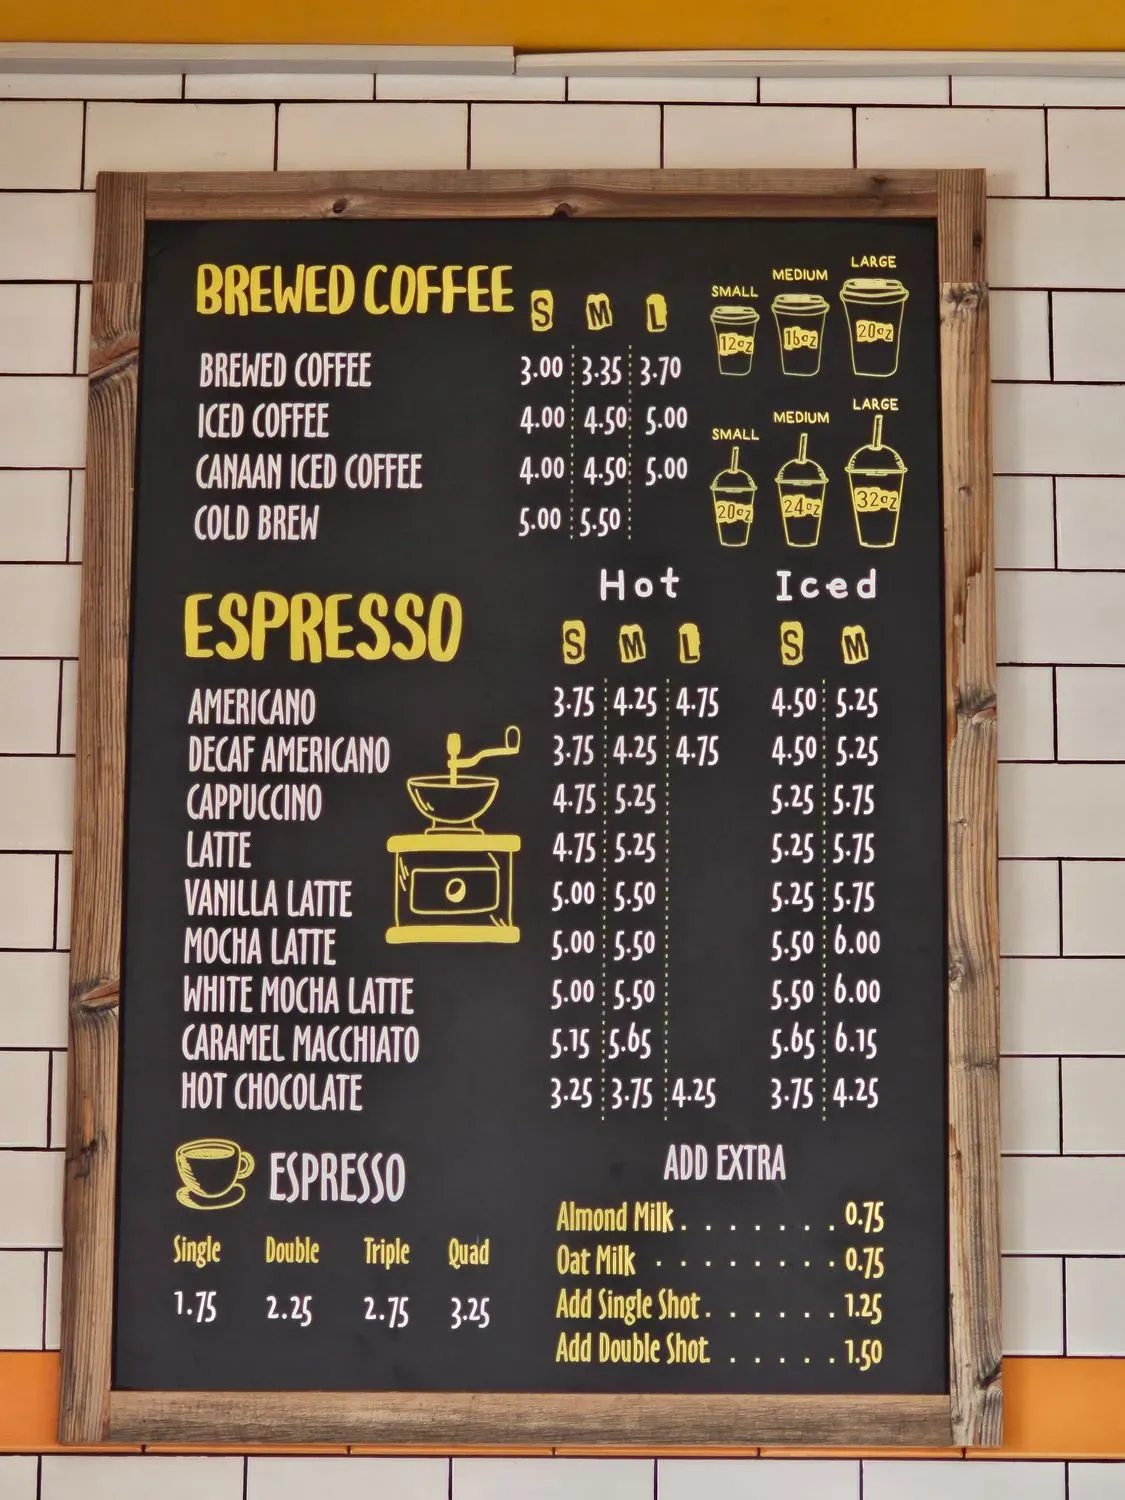 BREWED COFFEE S M L
BREWED COFFEE 3.00 3.35 3.70
ICED COFFEE 4.00 4.50 5.00
CANAAN ICED COFFEE 4.00 4.50 5.00
COLD BREW 5.00 5.50
SMALL MEDIUM LARGE
12oz 16oz 20oz
SMALL MEDIUM LARGE
20oz 24oz 32oz
Hot Iced
ESPRESSO S M L S M
AMERICANO 3.75 4.25 4.75 4.50 5.25
DECAF AMERICANO 3.75 4.25 4.75 4.50 5.25
CAPPUCCINO 4.75 5.25 5.25 5.75
LATTE 4.75 5.25 5.25 5.75
VANILLA LATTE 5.00 5.50 5.25 5.75
MOCHA LATTE 5.00 5.50 5.50 6.00
WHITE MOCHA LATTE 5.00 5.50 5.50 6.00
CARAMEL MACCHIATO 5.15 5.65 5.65 6.15
HOT CHOCOLATE 3.25 3.75 4.25 3.75 4.25
ESPRESSO
Single Double Triple Quad
1.75 2.25 2.75 3.25
ADD EXTRA
Almond Milk . . . . . . . 0.75
Oat Milk . . . . . . . . 0.75
Add Single Shot . . . . . . 1.25
Add Double Shot . . . . . . 1.50